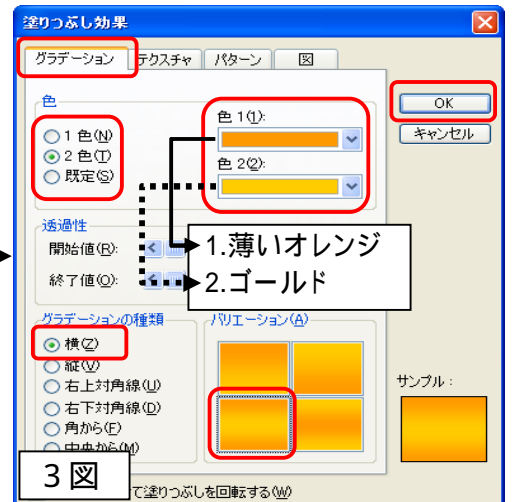 塗りつぶし効果
グラデーション テクスチャ パターン 図
色
1 色(N)
2 色(T)
既定(S)
色 1(1):
色 2(2):
OK
キャンセル
透過性
開始値(R):
終了値(O):
1.薄いオレンジ
2.ゴールド
グラデーションの種類
横(Z)
縦(V)
右上対角線(U)
右下対角線(D)
角から(F)
中央から(M)
バリエーション(A)
サンプル:
3図
て塗りつぶしを回転する(W)